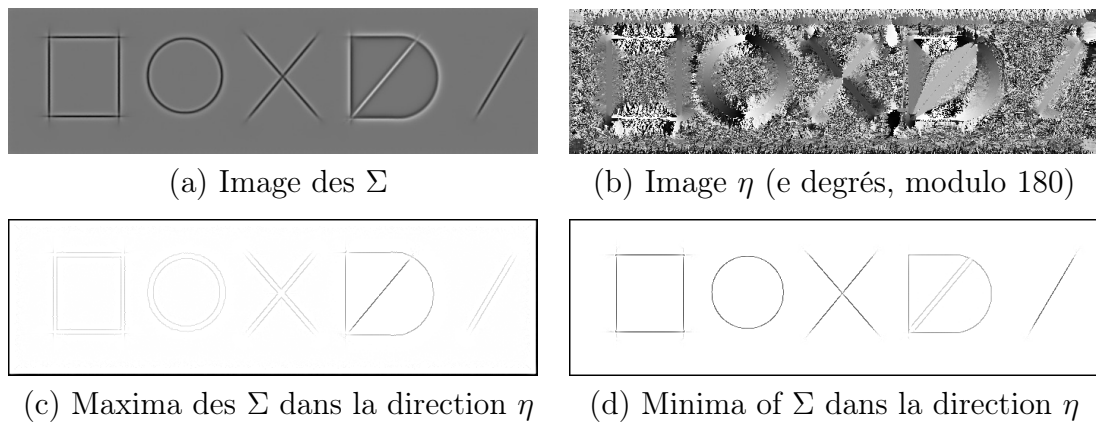 (a) Image des Σ
(b) Image η (e degrés, modulo 180)
(c) Maxima des Σ dans la direction η
(d) Minima of Σ dans la direction η